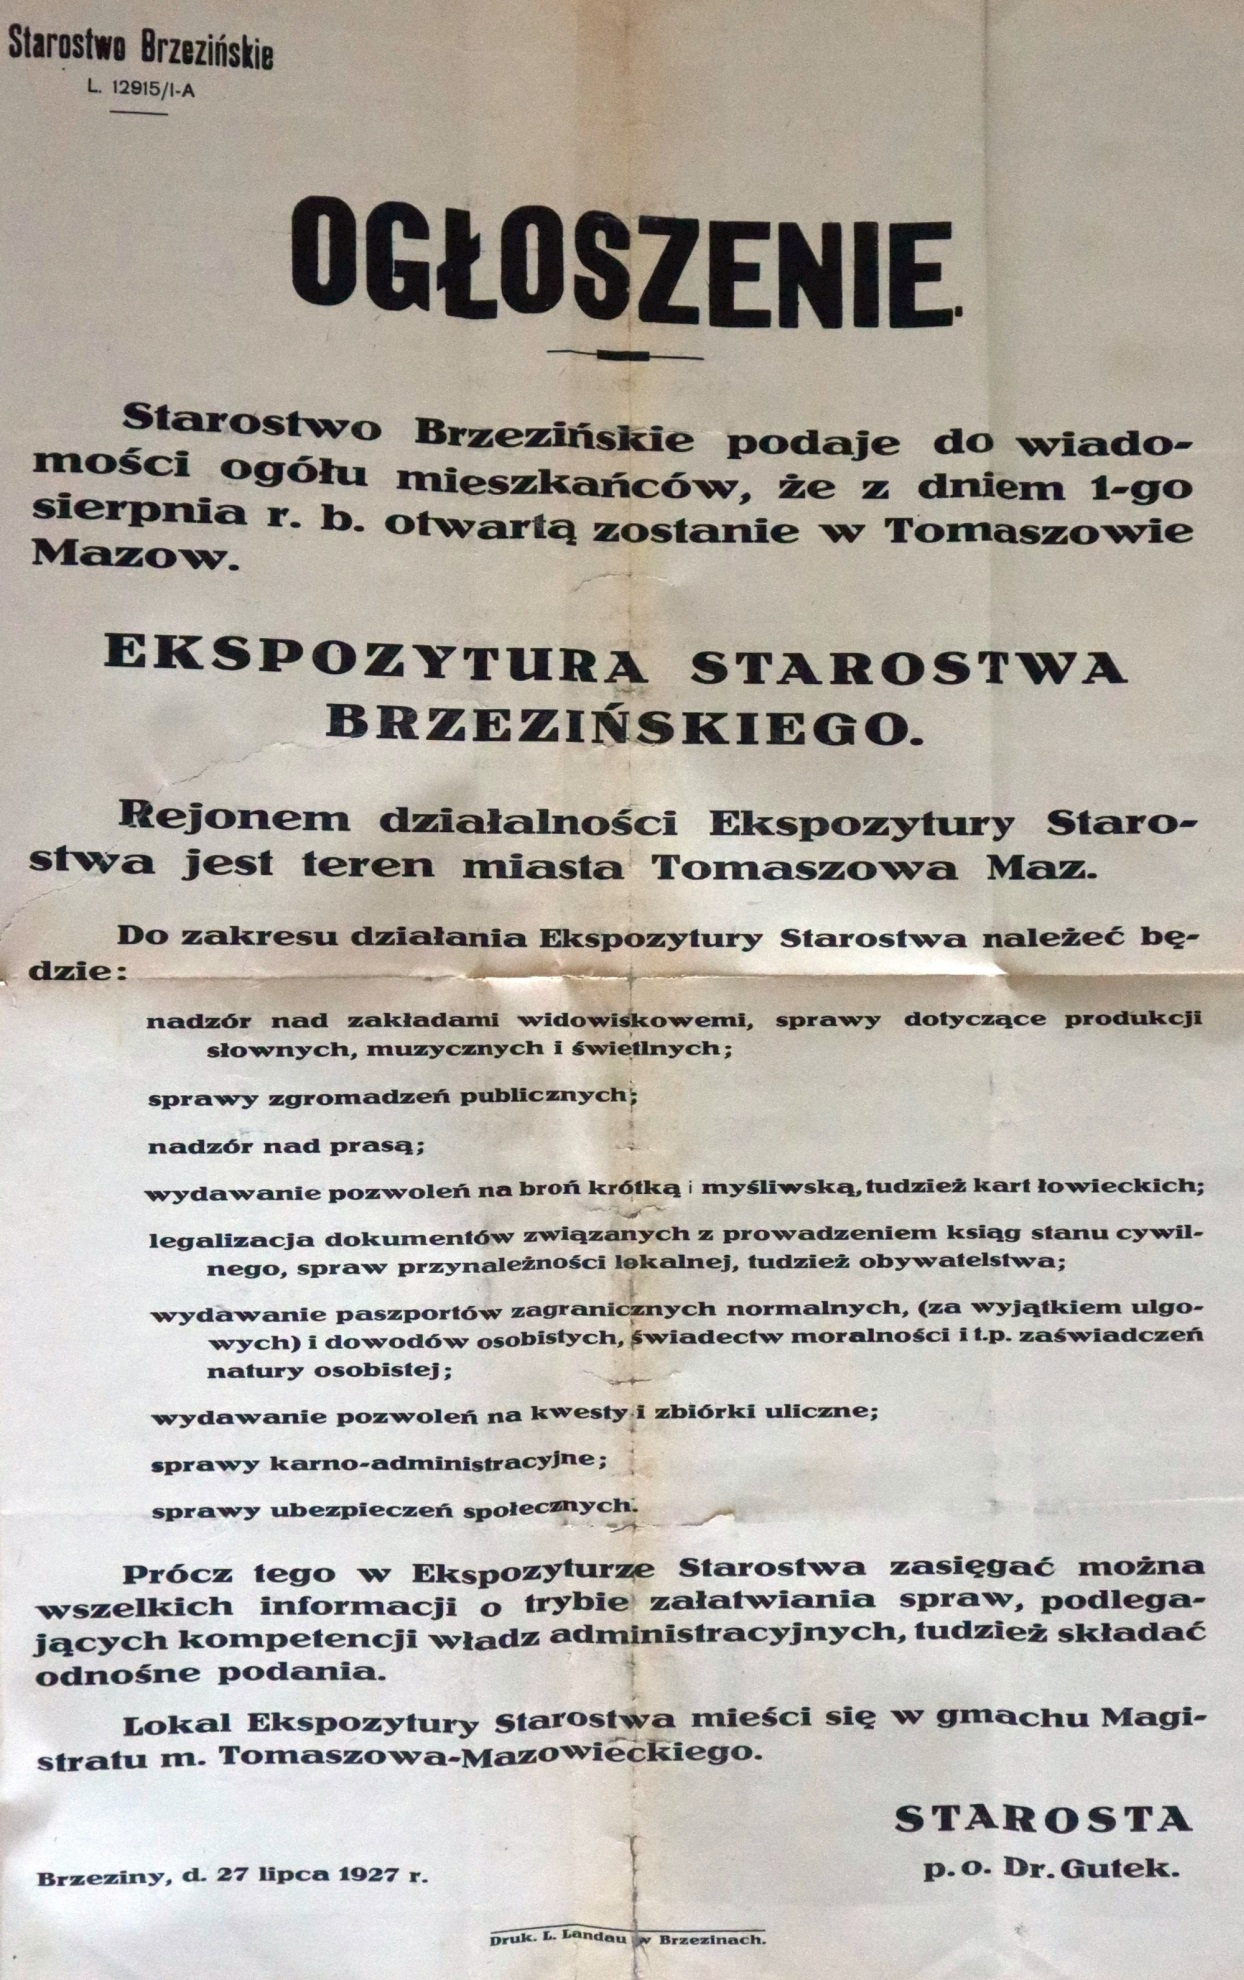 Starostwo Brzezińskie
L. 12915/I-A
OGŁOSZENIE.
Starostwo Brzezińskie podaje do wiado-
mości ogółu mieszkańców, że z dniem 1-go
sierpnia r. b. otwartą zostanie w Tomaszowie
Mazow.
EKSPOZYTURA STAROSTWA
BRZEZIŃSKIEGO.
Rejonem działalności Ekspozytury Staro-
stwa jest teren miasta Tomaszowa Maz.
Do zakresu działania Ekspozytury Starostwa należeć bę-
dzie:
nadzór nad zakładami widowiskowemi, sprawy dotyczące produkcji
słownych, muzycznych i świetlnych;
sprawy zgromadzeń publicznych;
nadzór nad prasą;
wydawanie pozwoleń na broń krótką i myśliwską, tudzież kart łowieckich;
legalizacja dokumentów związanych z prowadzeniem ksiąg stanu cywil-
nego, spraw przynależności lokalnej, tudzież obywatelstwa;
wydawanie paszportów zagranicznych normalnych, (za wyjątkiem ulgo-
wych) i dowodów osobistych, świadectw moralności i t.p. zaświadczeń
natury osobistej;
wydawanie pozwoleń na kwesty i zbiórki uliczne;
sprawy karno-administracyjne;
sprawy ubezpieczeń społecznych.
Prócz tego w Ekspozyturze Starostwa zasięgać można
wszelkich informacji o trybie załatwiania spraw, podlega-
jących kompetencji władz administracyjnych, tudzież składać
odnośne podania.
Lokal Ekspozytury Starostwa mieści się w gmachu Magi-
stratu m. Tomaszowa-Mazowieckiego.
STAROSTA
p. o. Dr. Gutek.
Brzeziny, d. 27 lipca 1927 r.
Druk. L. Landau w Brzezinach.